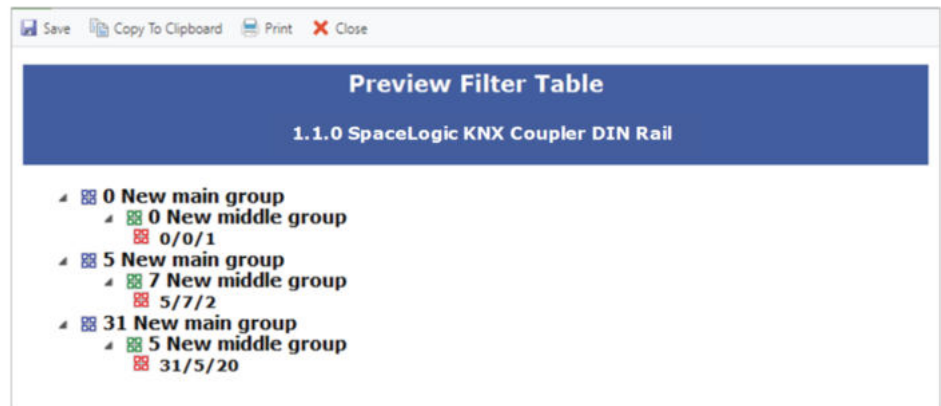 Save Copy To Clipboard Print Close
Preview Filter Table
1.1.0 SpaceLogic KNX Coupler DIN Rail
0 New main group
0 New middle group
0/0/1
5 New main group
7 New middle group
5/7/2
31 New main group
5 New middle group
31/5/20